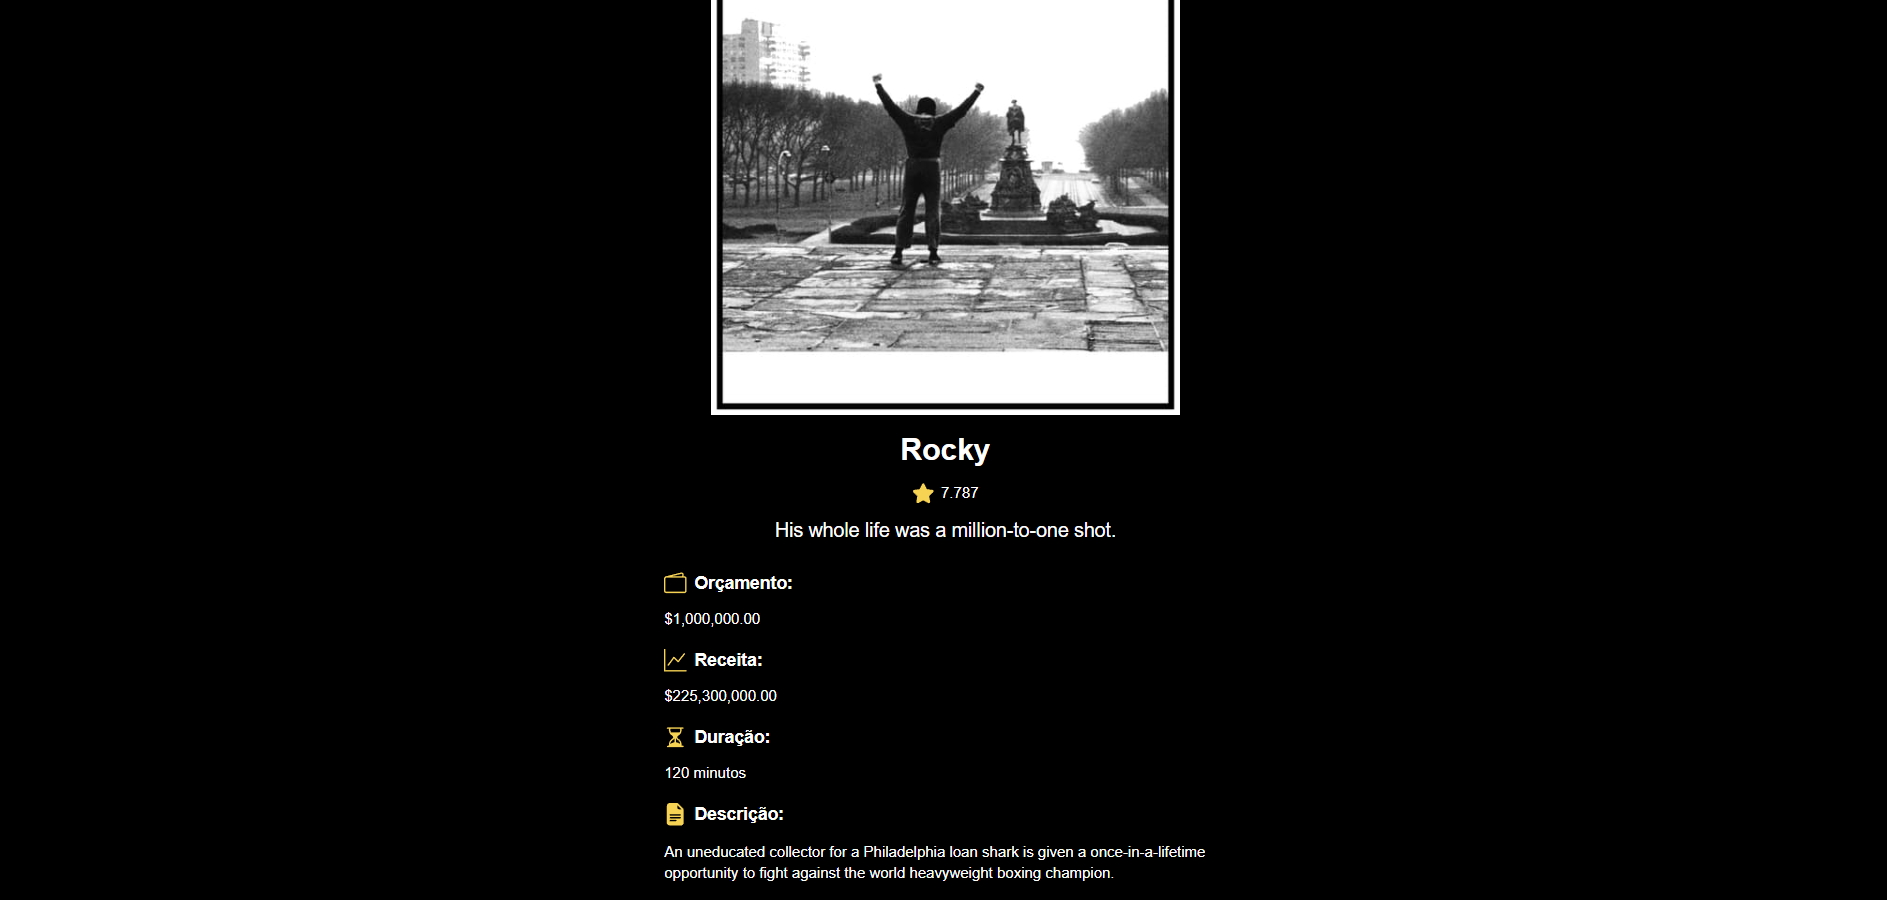 Rocky
7.787
His whole life was a million-to-one shot.
Orçamento:
$1,000,000.00
Receita:
$225,300,000.00
Duração:
120 minutos
Descrição:
An uneducated collector for a Philadelphia loan shark is given a once-in-a-lifetime
opportunity to fight against the world heavyweight boxing champion.